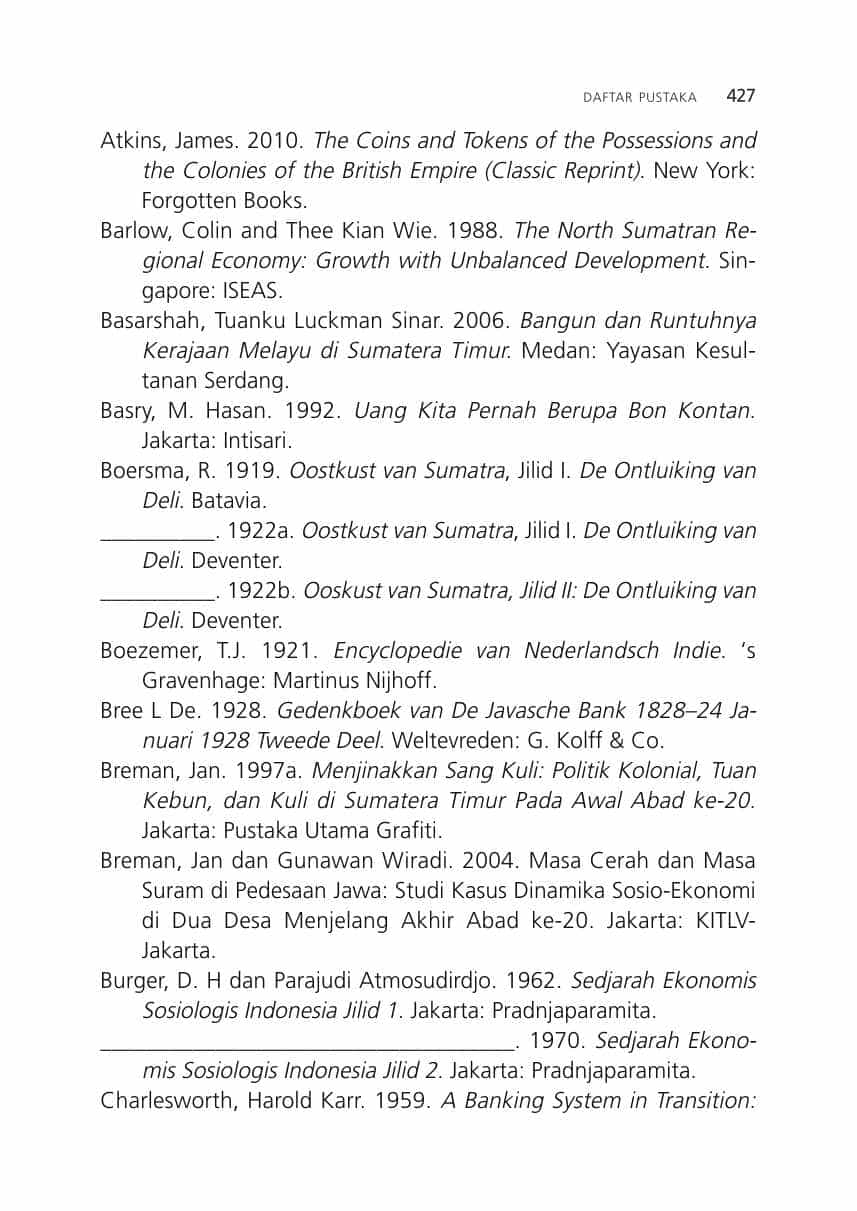 DAFTAR PUSTAKA 427
Atkins, James. 2010. The Coins and Tokens of the Possessions and
the Colonies of the British Empire (Classic Reprint). New York:
Forgotten Books.
Barlow, Colin and Thee Kian Wie. 1988. The North Sumatran Re-
gional Economy: Growth with Unbalanced Development. Sin-
gapore: ISEAS.
Basarshah, Tuanku Luckman Sinar. 2006. Bangun dan Runtuhnya
Kerajaan Melayu di Sumatera Timur. Medan: Yayasan Kesul-
tanan Serdang.
Basry, M. Hasan. 1992. Uang Kita Pernah Berupa Bon Kontan.
Jakarta: Intisari.
Boersma, R. 1919. Oostkust van Sumatra, Jilid I. De Ontluiking van
Deli. Batavia.
__________. 1922a. Oostkust van Sumatra, Jilid I. De Ontluiking van
Deli. Deventer.
__________. 1922b. Ooskust van Sumatra, Jilid II: De Ontluiking van
Deli. Deventer.
Boezemer, T.J. 1921. Encyclopedie van Nederlandsch Indie. ‘s
Gravenhage: Martinus Nijhoff.
Bree L De. 1928. Gedenkboek van De Javasche Bank 1828–24 Ja-
nuari 1928 Tweede Deel. Weltevreden: G. Kolff & Co.
Breman, Jan. 1997a. Menjinakkan Sang Kuli: Politik Kolonial, Tuan
Kebun, dan Kuli di Sumatera Timur Pada Awal Abad ke-20.
Jakarta: Pustaka Utama Grafiti.
Breman, Jan dan Gunawan Wiradi. 2004. Masa Cerah dan Masa
Suram di Pedesaan Jawa: Studi Kasus Dinamika Sosio-Ekonomi
di Dua Desa Menjelang Akhir Abad ke-20. Jakarta: KITLV-
Jakarta.
Burger, D. H dan Parajudi Atmosudirdjo. 1962. Sedjarah Ekonomis
Sosiologis Indonesia Jilid 1. Jakarta: Pradnjaparamita.
____________________________________. 1970. Sedjarah Ekono-
mis Sosiologis Indonesia Jilid 2. Jakarta: Pradnjaparamita.
Charlesworth, Harold Karr. 1959. A Banking System in Transition: